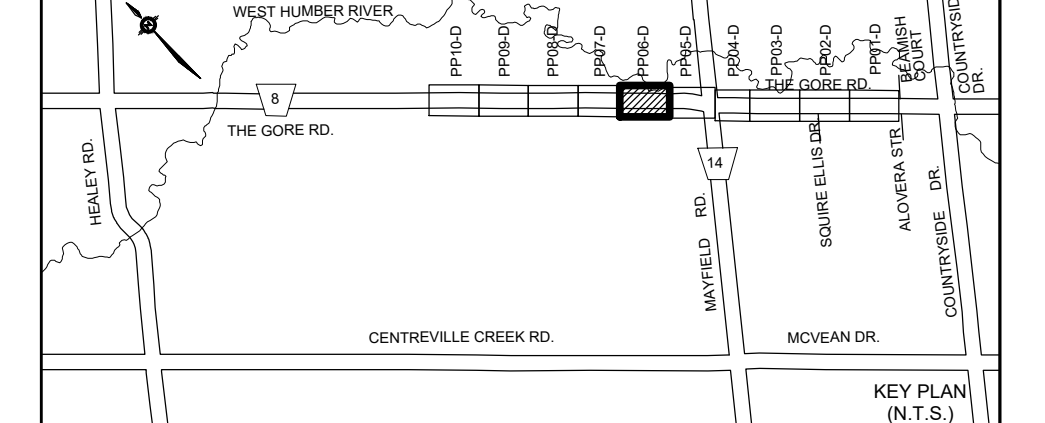 WEST HUMBER RIVER
N
PP10-D
PP09-D
PP08-D
PP07-D
PP06-D
PP05-D
PP04-D
PP03-D
PP02-D
PP01-D
BEAMISH
COURT
COUNTRYSIDE
DR.
THE GORE RD.
8
THE GORE RD.
14
HEALEY RD.
MAYFIELD RD.
SQUIRE ELLIS DR
ALOVERA STR
COUNTRYSIDE DR.
CENTREVILLE CREEK RD.
MCVEAN DR.
KEY PLAN
(N.T.S.)